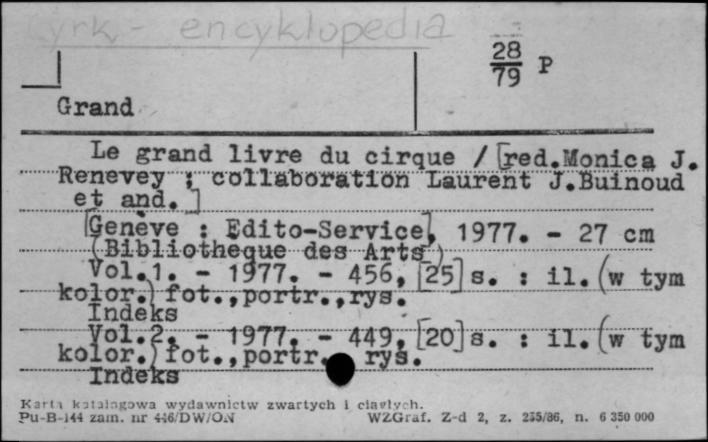 Cyrk - encyklopedia
28
79 P
Grand
Le grand livre du cirque / [red.Monica J.
Renevey ; collaboration Laurent J.Buinoud
et and.]
[Genève : Edito-Service], 1977. - 27 cm
(Bibliotheque des Arts)
Vol.1. - 1977. - 456, [25] s. : il. (w tym
kolor.) fot.,portr.,rys.
Indeks
Vol.2. - 1977. - 449, [20] s. : il. (w tym
kolor.) fot.,portr. rys.
Indeks
Karta katalogowa wydawnictw zwartych i ciągłych.
Pu-B-144 zam. nr 446/DW/ON WZGraf. Z-d 2, z. 255/86, n. 6 350 000